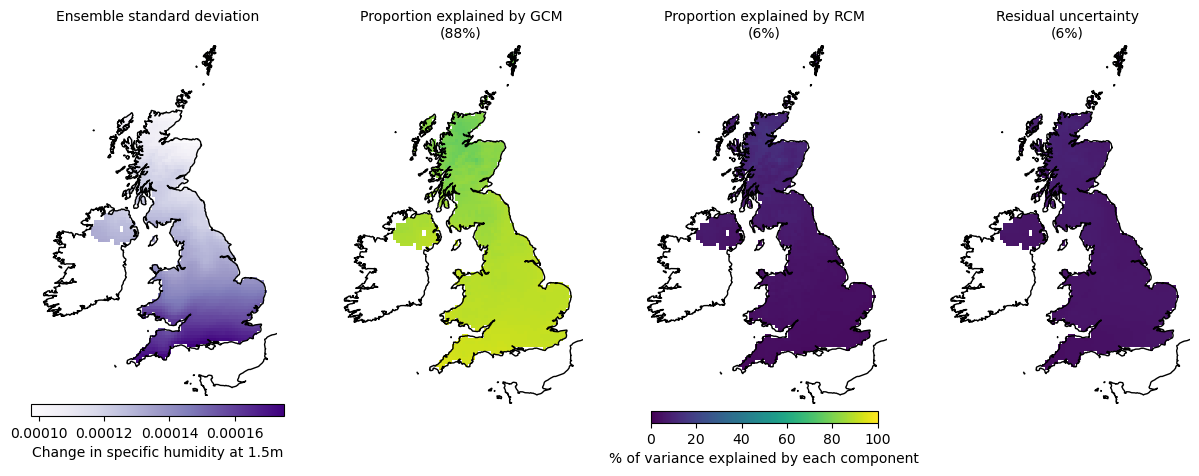 Ensemble standard deviation
Proportion explained by GCM
(88%)
Proportion explained by RCM
(6%)
Residual uncertainty
(6%)
0.00010 0.00012 0.00014 0.00016
Change in specific humidity at 1.5m
0 20 40 60 80 100
% of variance explained by each component